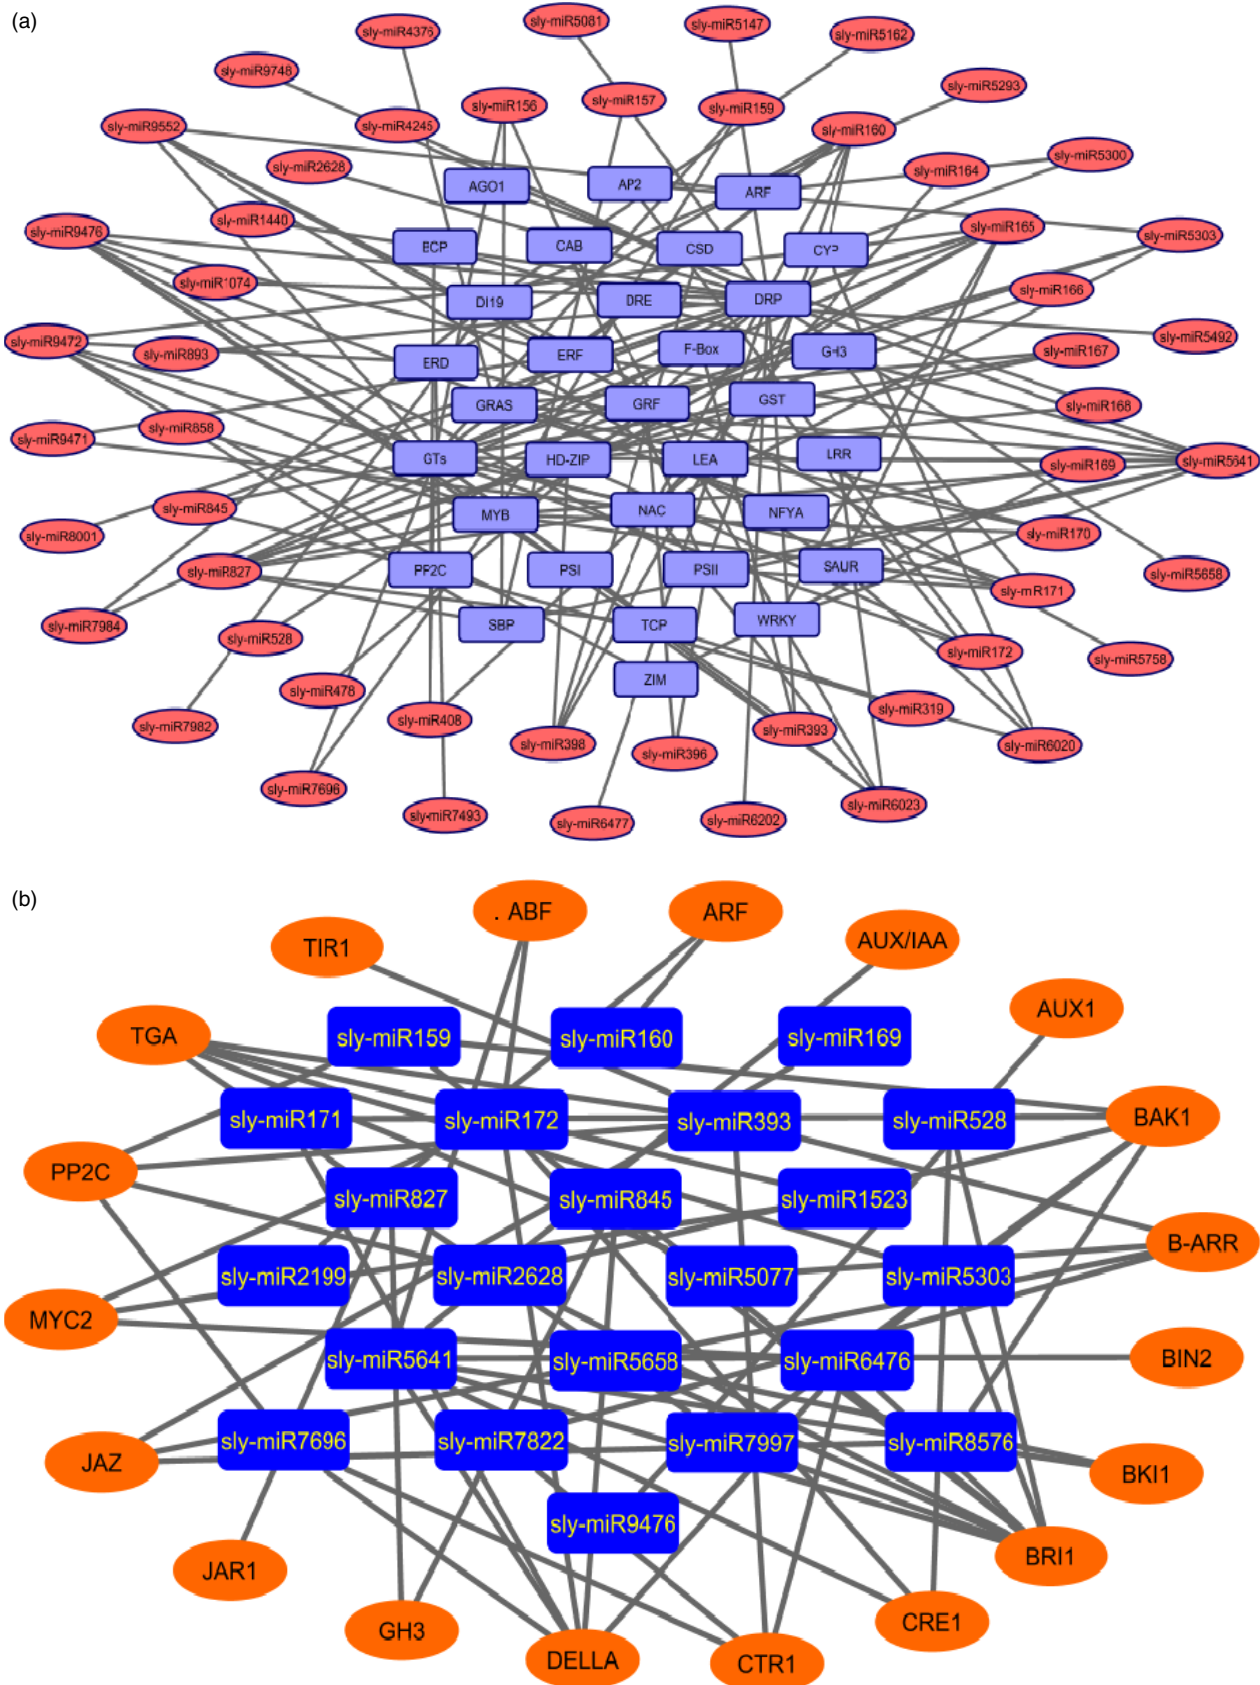 (a)
sly-miR5081
sly-miR5147
sly-miR4376
sly-miR5162
sly-miR9748
sly-miR5293
sly-miR157
sly-miR156
sly-miR159
sly-miR9552
sly-miR4245
sly-miR160
sly-miR5300
sly-miR2628
sly-miR164
AGO1
AP2
ARF
sly-miR1440
sly-miR9476
sly-miR165
sly-miR5303
ECP
CAB
CSD
CYP
sly-miR1074
sly-miR166
DI19
DRE
DRP
sly-miR5492
sly-miR9472
sly-miR893
sly-miR167
ERD
ERF
F-Box
GH3
GRAS
GRF
GST
sly-miR168
sly-miR858
sly-miR9471
GTs
HD-ZIP
LEA
LRR
sly-miR169
sly-miR5641
sly-miR845
MYB
NAC
NFYA
sly-miR8001
sly-miR170
sly-miR827
PP2C
PSI
PSII
SAUR
sly-miR5658
sly-miR171
sly-miR7984
SBP
TCP
WRKY
sly-miR528
sly-miR172
sly-miR5758
ZIM
sly-miR478
sly-miR319
sly-miR7982
sly-miR408
sly-miR393
sly-miR398
sly-miR396
sly-miR6020
sly-miR7696
sly-miR6023
sly-miR7493
sly-miR6477
sly-miR6202
(b)
. ABF
ARF
TIR1
AUX/IAA
AUX1
TGA
sly-miR159
sly-miR160
sly-miR169
sly-miR171
sly-miR172
sly-miR393
sly-miR528
BAK1
PP2C
sly-miR827
sly-miR845
sly-miR1523
B-ARR
sly-miR2199
sly-miR2628
sly-miR5077
sly-miR5303
MYC2
sly-miR5641
sly-miR5658
sly-miR6476
BIN2
sly-miR7696
sly-miR7822
sly-miR7997
sly-miR8576
JAZ
BKI1
sly-miR9476
BRI1
JAR1
GH3
CRE1
DELLA
CTR1